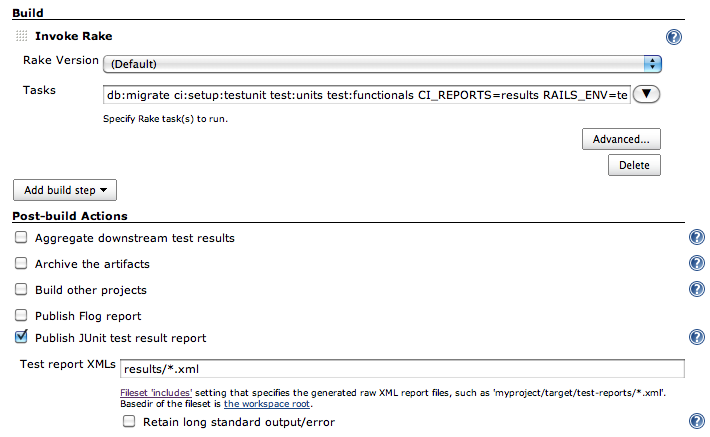 Build
Invoke Rake
Rake Version (Default)
Tasks db:migrate ci:setup:testunit test:units test:functionals CI_REPORTS=results RAILS_ENV=te
Specify Rake task(s) to run.
Advanced...
Delete
Add build step
Post-build Actions
Aggregate downstream test results
Archive the artifacts
Build other projects
Publish Flog report
Publish JUnit test result report
Test report XMLs results/*.xml
Fileset 'includes' setting that specifies the generated raw XML report files, such as 'myproject/target/test-reports/*.xml'.
Basedir of the fileset is the workspace root.
Retain long standard output/error